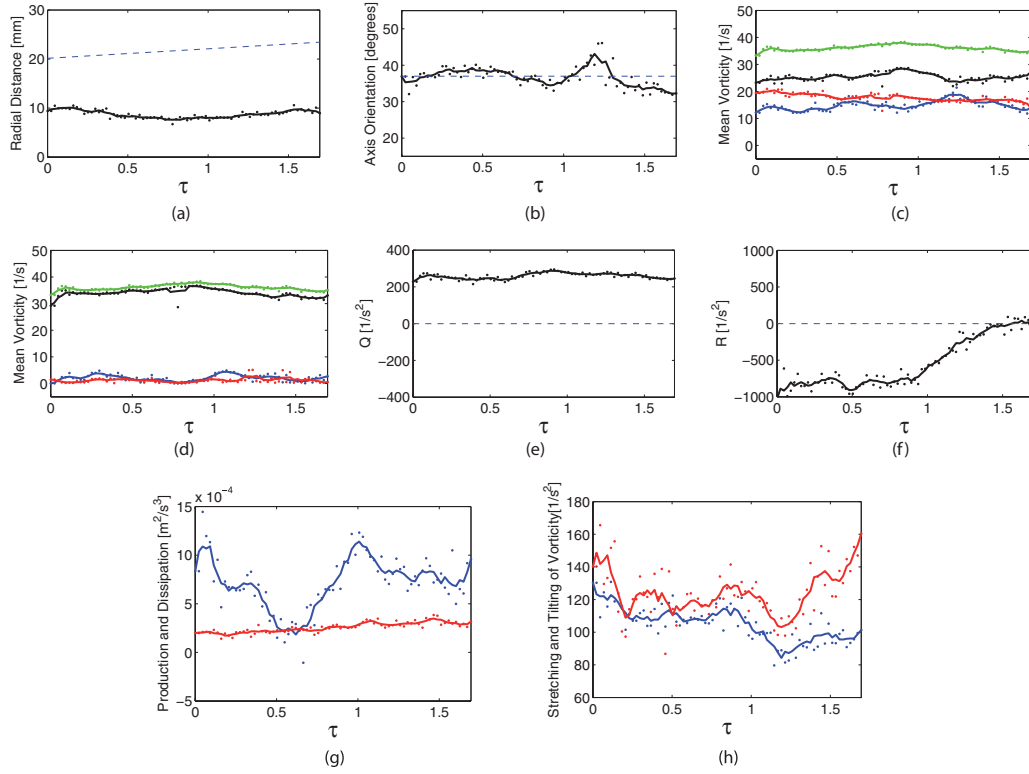 30
20
10
0
Radial Distance [mm]
0 0.5 1 1.5
τ
(a)
50
40
30
20
Axis Orientation [degrees]
0 0.5 1 1.5
τ
(b)
50
40
30
20
10
0
Mean Vorticity [1/s]
0 0.5 1 1.5
τ
(c)
50
40
30
20
10
0
Mean Vorticity [1/s]
0 0.5 1 1.5
τ
(d)
400
200
0
−200
−400
Q [1/s²]
0 0.5 1 1.5
τ
(e)
1000
500
0
−500
−1000
R [1/s²]
0 0.5 1 1.5
τ
(f)
x 10⁻⁴
15
10
5
0
−5
Production and Dissipation [m²/s³]
0 0.5 1 1.5
τ
(g)
180
160
140
120
100
80
60
Stretching and Tilting of Vorticity[1/s²]
0 0.5 1 1.5
τ
(h)